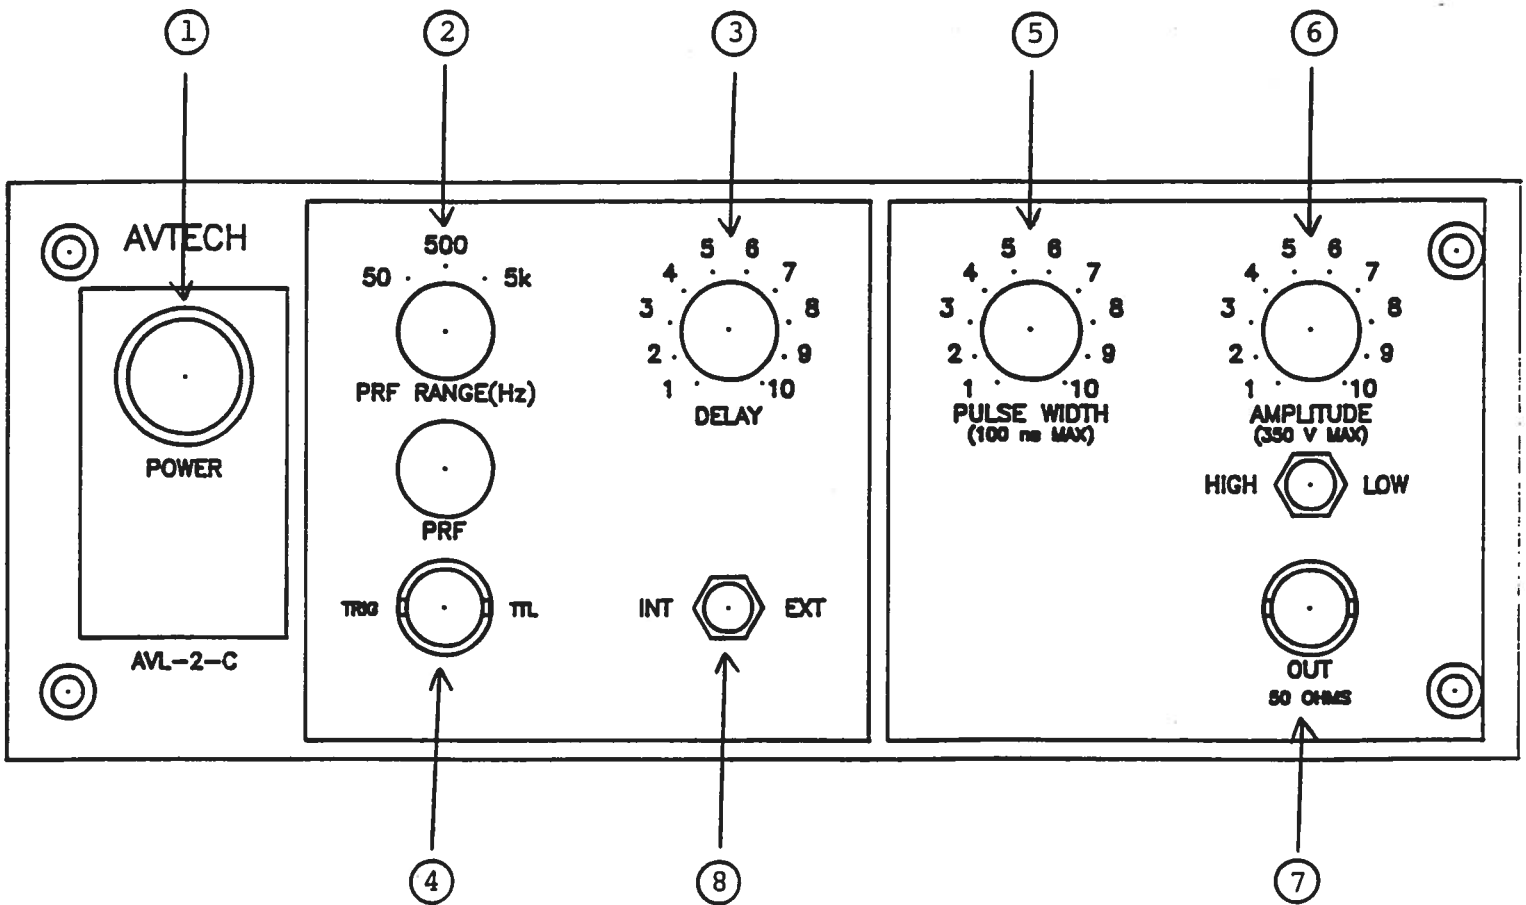 1 2 3 5 6
AVTECH
POWER
AVL-2-C
50 500 5k
PRF RANGE(Hz)
PRF
TRIG TTL
1 2 3 4 5 6 7 8 9 10
DELAY
INT EXT
1 2 3 4 5 6 7 8 9 10
PULSE WIDTH
(100 ns MAX)
1 2 3 4 5 6 7 8 9 10
AMPLITUDE
(350 V MAX)
HIGH LOW
OUT
50 OHMS
4 8 7